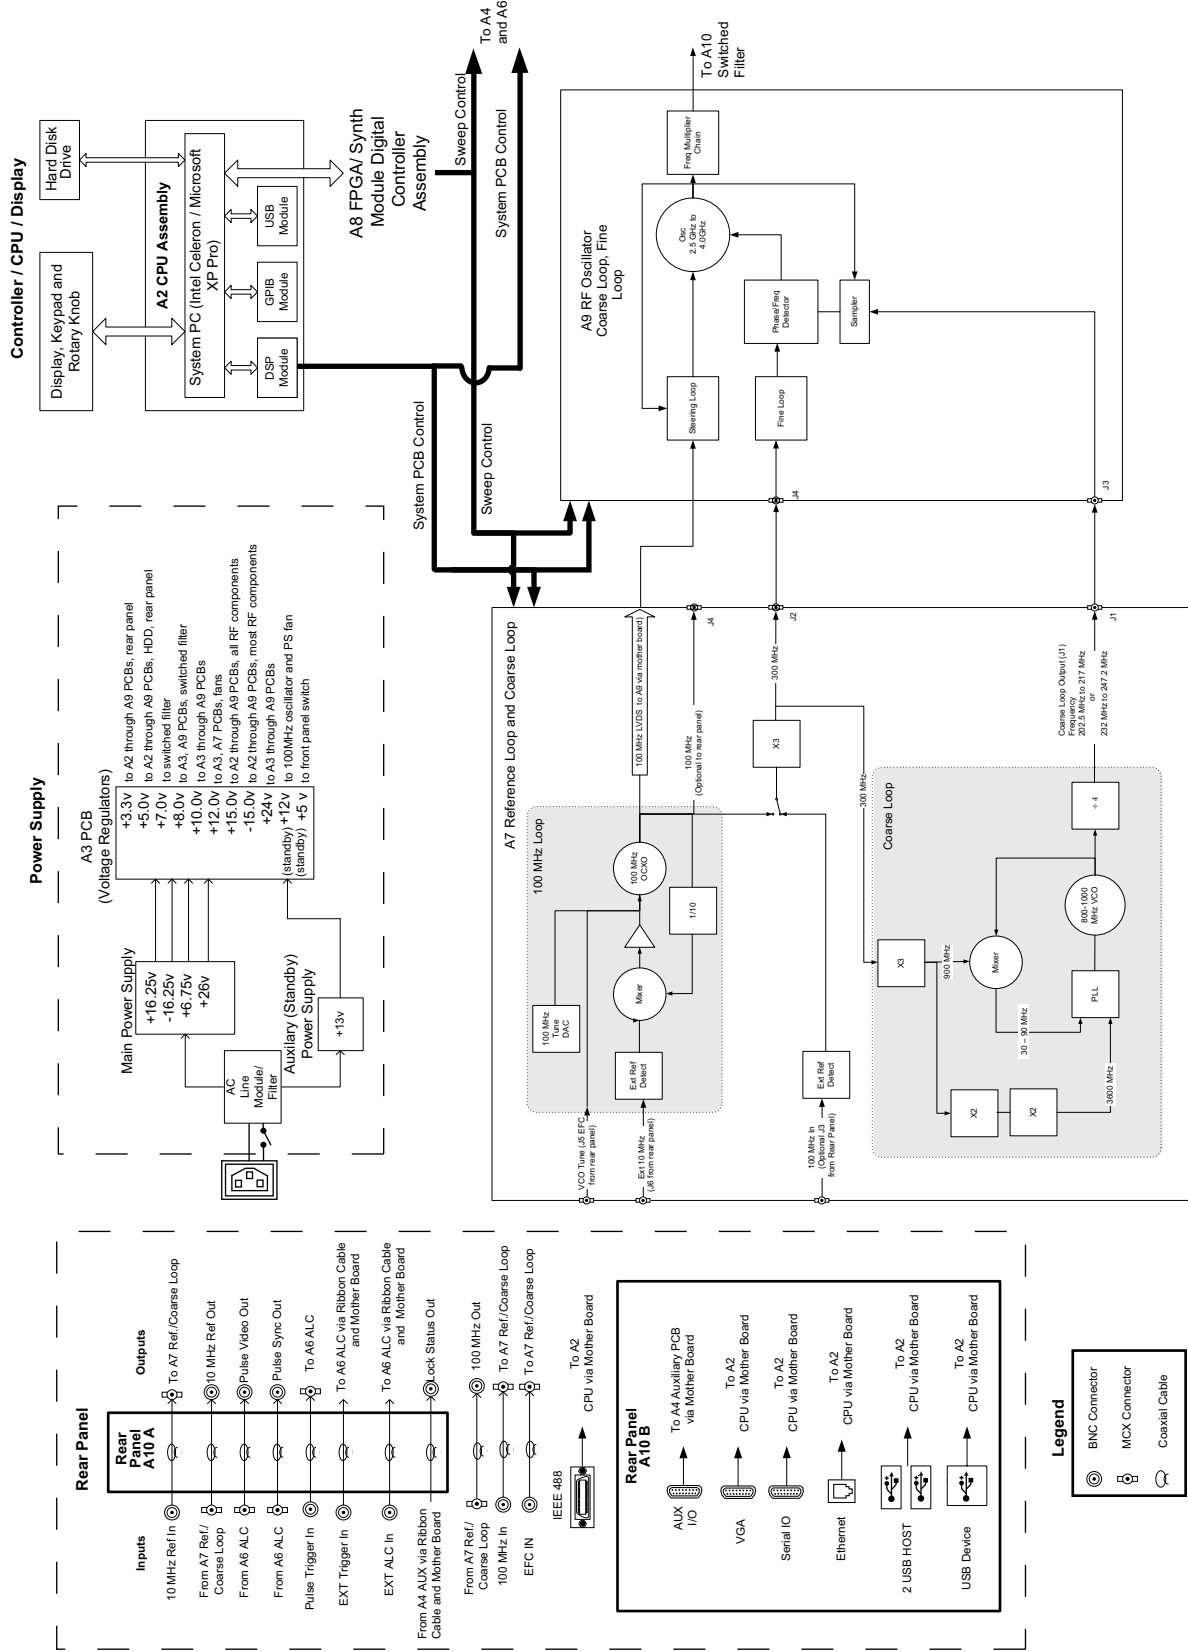 Controller / CPU / Display
Hard Disk
Drive
Display, Keypad and
Rotary Knob
A2 CPU Assembly
System PC (Intel Celeron / Microsoft
XP Pro)
DSP
Module
GPIB
Module
USB
Module
A8 FPGA/ Synth
Module Digital
Controller
Assembly
Sweep Control
System PCB Control
To A4
and A6
System PCB Control
Sweep Control
Power Supply
A3 PCB
(Voltage Regulators)
Main Power Supply
+16.25v
-16.25v
+6.75v
+26v
Auxilary (Standby)
Power Supply
+13v
AC
Line
Module/
Filter
+3.3v to A2 through A9 PCBs, rear panel
+5.0v to A2 through A9 PCBs, HDD, rear panel
+7.0v to switched filter
+8.0v to A3, A9 PCBs, switched filter
+10.0v to A3 through A9 PCBs
+12.0v to A3, A7 PCBs, fans
+15.0v to A2 through A9 PCBs, all RF components
-15.0v to A2 through A9 PCBs, most RF components
+24v to A3 through A9 PCBs
(standby) +12v to 100MHz oscillator and PS fan
(standby) +5 v to front panel switch
A9 RF Oscillator
Coarse Loop, Fine
Loop
Steering Loop
Osc
2.5 GHz to
4.0GHz
Freq Multiplier
Chain
To A10
Switched
Filter
Fine Loop
Phase/Freq
Detector
Sampler
J4
J3
A7 Reference Loop and Coarse Loop
100 MHz Loop
100 MHz
Tune
DAC
Ext Ref
Detect
Mixer
100 MHz
OCXO
1/10
VCO Tune (J5 EFC
from rear panel)
Ext 10 MHz
(J6 from rear panel)
100 MHz In
(Optional J3
from Rear Panel)
Ext Ref
Detect
100 MHz LVDS to A9 via mother board)
100 MHz
(Optional to rear panel)
J4
X3
300 MHz
J2
300 MHz
Coarse Loop
X3
900 MHz
Mixer
30 – 90 MHz
X2
X2
3600 MHz
PLL
800-1000
MHz VCO
÷ 4
Coarse Loop Output (J1)
Frequency
202.5 MHz to 217 MHz
or
232 MHz to 247.2 MHz
J1
Rear Panel
Inputs
Rear
Panel
A10 A
Outputs
10 MHz Ref In
To A7 Ref./Coarse Loop
From A7 Ref./
Coarse Loop
10 MHz Ref Out
From A6 ALC
Pulse Video Out
From A6 ALC
Pulse Sync Out
Pulse Trigger In
To A6 ALC
EXT Trigger In
To A6 ALC via Ribbon Cable
and Mother Board
EXT ALC In
To A6 ALC via Ribbon Cable
and Mother Board
From A4 AUX via Ribbon
Cable and Mother Board
Lock Status Out
From A7 Ref./
Coarse Loop
100 MHz Out
100 MHz In
To A7 Ref./Coarse Loop
EFC IN
To A7 Ref./Coarse Loop
IEEE 488
To A2
CPU via Mother Board
Rear Panel
A10 B
AUX
I/O
To A4 Auxiliary PCB
via Mother Board
VGA
To A2
CPU via Mother Board
Serial IO
To A2
CPU via Mother Board
Ethernet
To A2
CPU via Mother Board
2 USB HOST
To A2
CPU via Mother Board
USB Device
To A2
CPU via Mother Board
Legend
BNC Connector
MCX Connector
Coaxial Cable